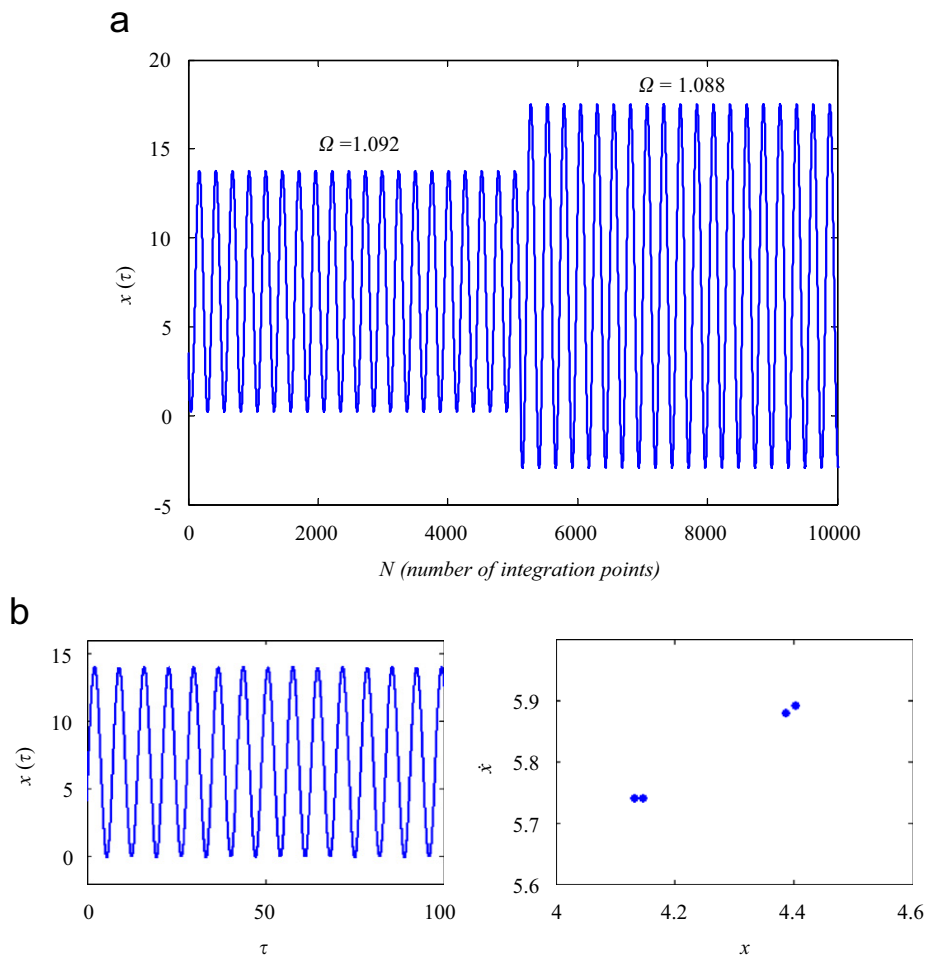 a
20
15
10
5
0
-5
x (τ)
Ω =1.092
Ω = 1.088
0 2000 4000 6000 8000 10000
N (number of integration points)
b
15
10
5
0
x (τ)
0 50 100
τ
5.9
5.8
5.7
5.6
ẋ
4 4.2 4.4 4.6
x